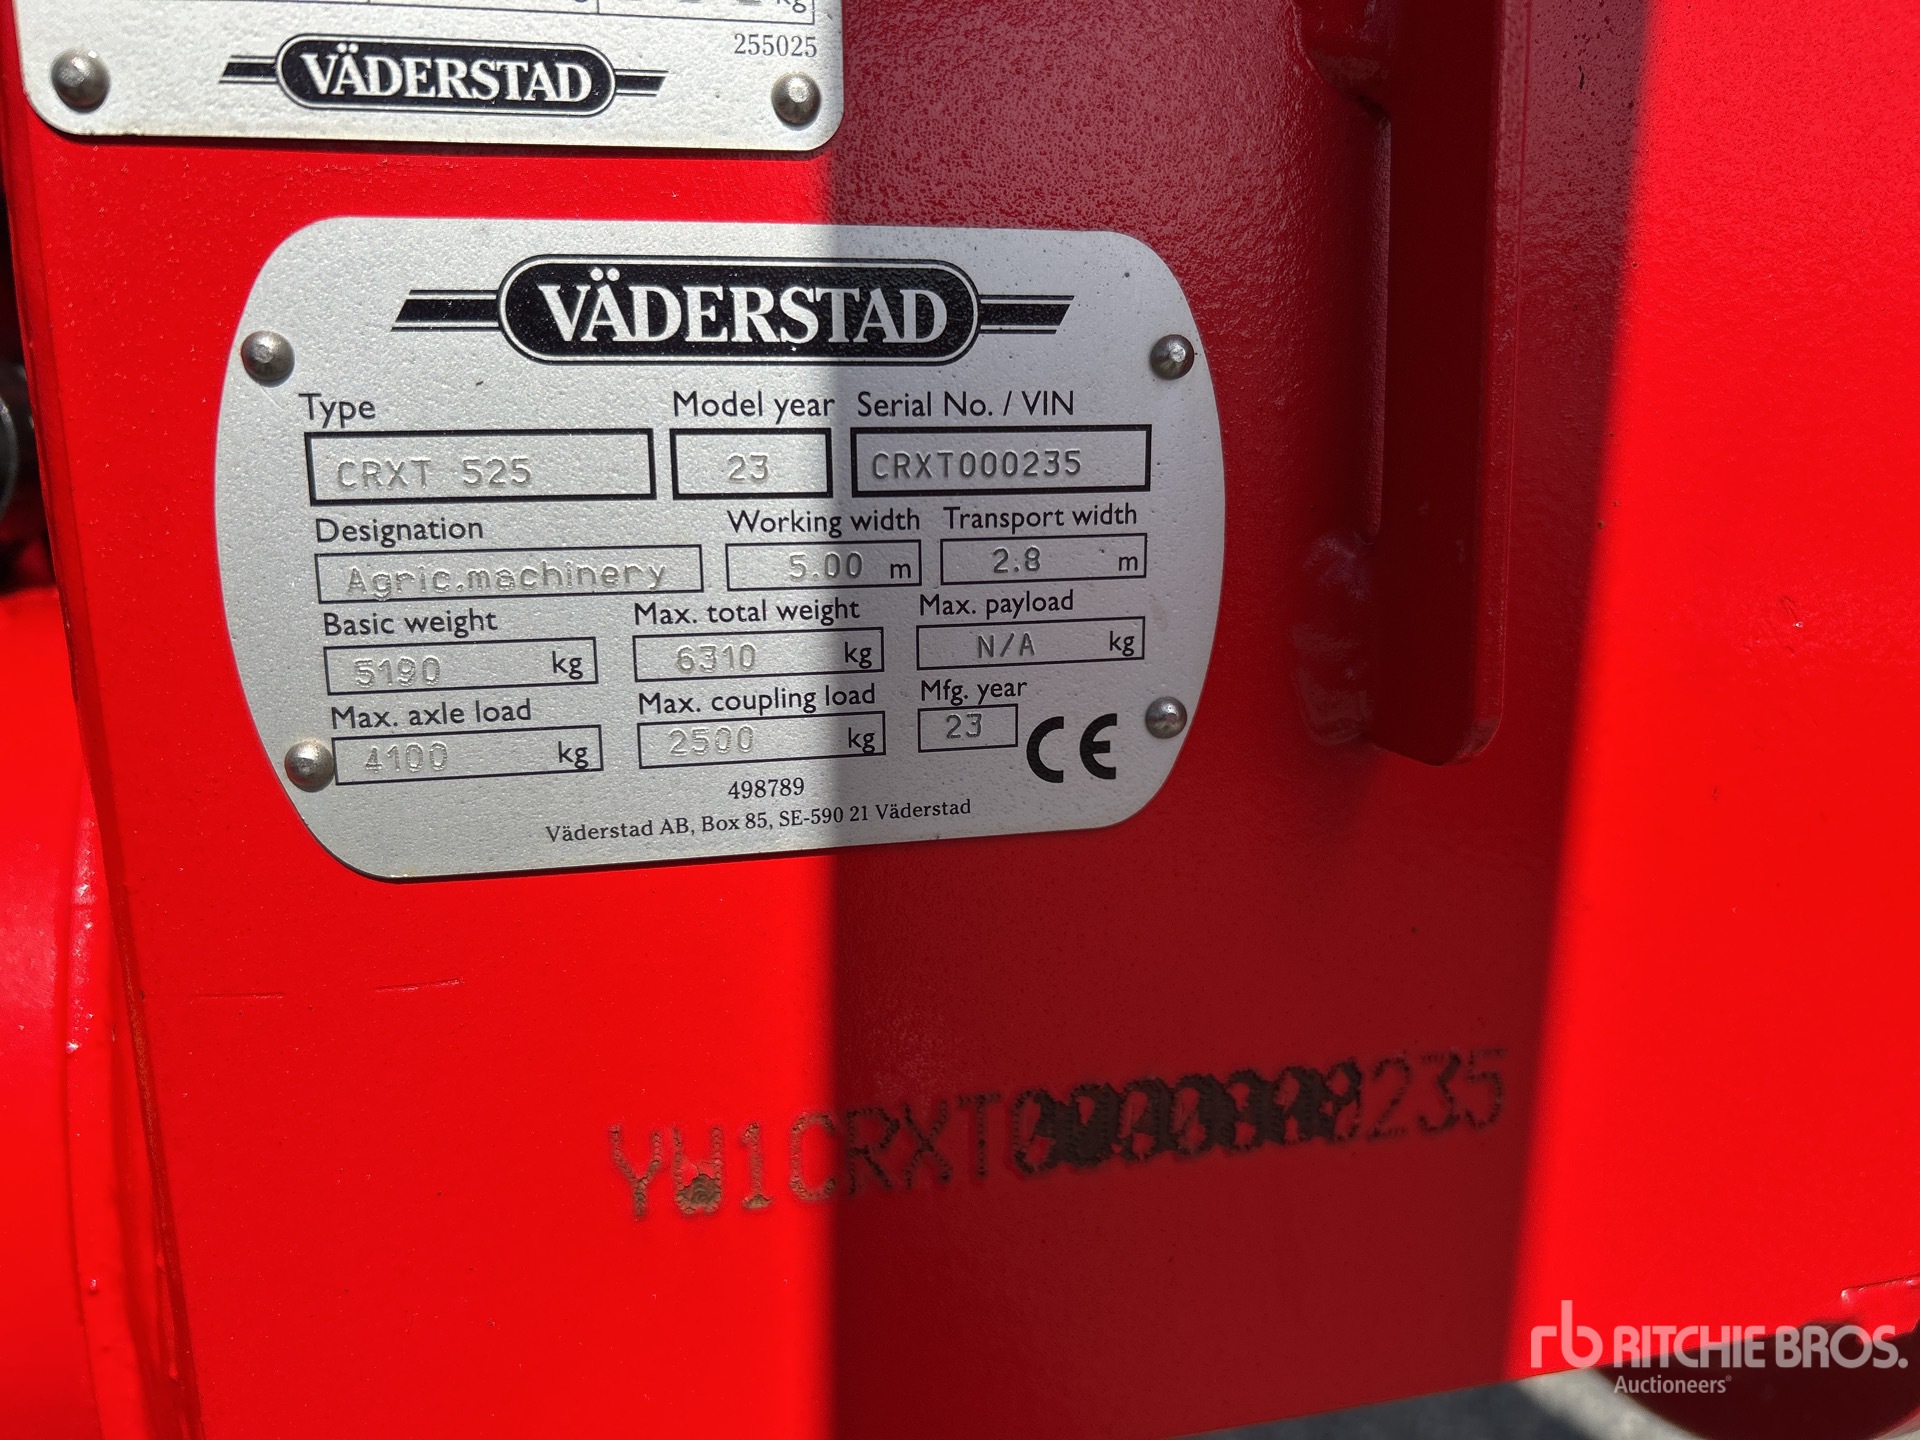 kg
255025
VÄDERSTAD
VÄDERSTAD
Type Model year Serial No. / VIN
CRXT 525 23 CRXT000235
Designation Working width Transport width
Agric.machinery 5.00 m 2.8 m
Basic weight Max. total weight Max. payload
5190 kg 6310 kg N/A kg
Max. axle load Max. coupling load Mfg. year
4100 kg 2500 kg 23 CE
498789
Väderstad AB, Box 85, SE-590 21 Väderstad
rb RITCHIE BROS.
Auctioneers